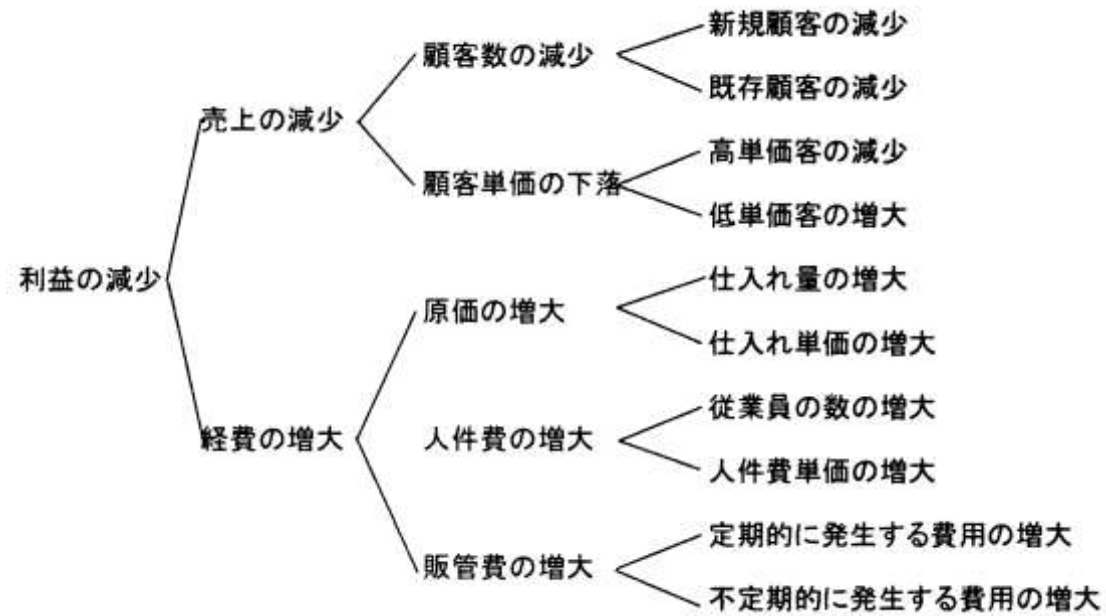 利益の減少
売上の減少
顧客数の減少
新規顧客の減少
既存顧客の減少
顧客単価の下落
高単価客の減少
低単価客の増大
経費の増大
原価の増大
仕入れ量の増大
仕入れ単価の増大
人件費の増大
従業員の数の増大
人件費単価の増大
販管費の増大
定期的に発生する費用の増大
不定期的に発生する費用の増大